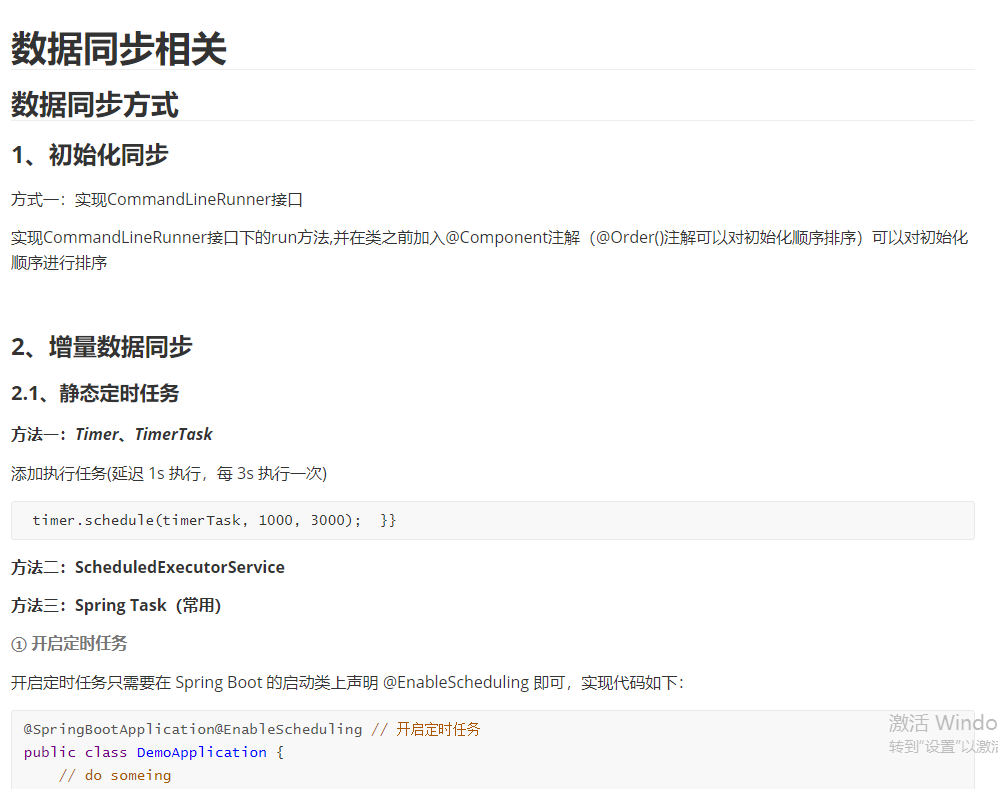 数据同步相关
数据同步方式
1、初始化同步
方式一：实现CommandLineRunner接口
实现CommandLineRunner接口下的run方法,并在类之前加入@Component注解（@Order()注解可以对初始化顺序排序）可以对初始化
顺序进行排序
2、增量数据同步
2.1、静态定时任务
方法一：Timer、TimerTask
添加执行任务(延迟 1s 执行，每 3s 执行一次)
timer.schedule(timerTask, 1000, 3000);  }}
方法二：ScheduledExecutorService
方法三：Spring Task（常用）
① 开启定时任务
开启定时任务只需要在 Spring Boot 的启动类上声明 @EnableScheduling 即可，实现代码如下：
@SpringBootApplication@EnableScheduling // 开启定时任务
public class DemoApplication {
// do someing
激活 Windo
转到"设置"以激活